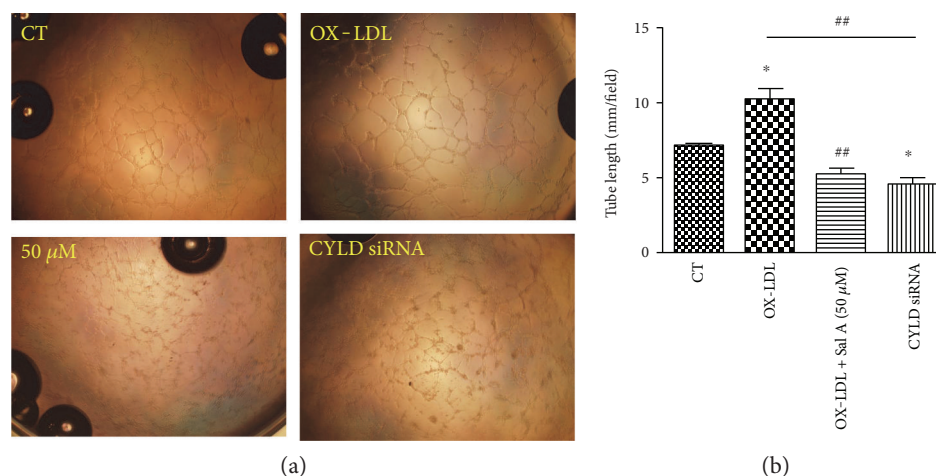 CT
OX-LDL
50 μM
CYLD siRNA
(a)
Tube length (mm/field)
15
10
5
0
##
*
##
*
CT
OX-LDL
OX-LDL + Sal A (50 μM)
CYLD siRNA
(b)